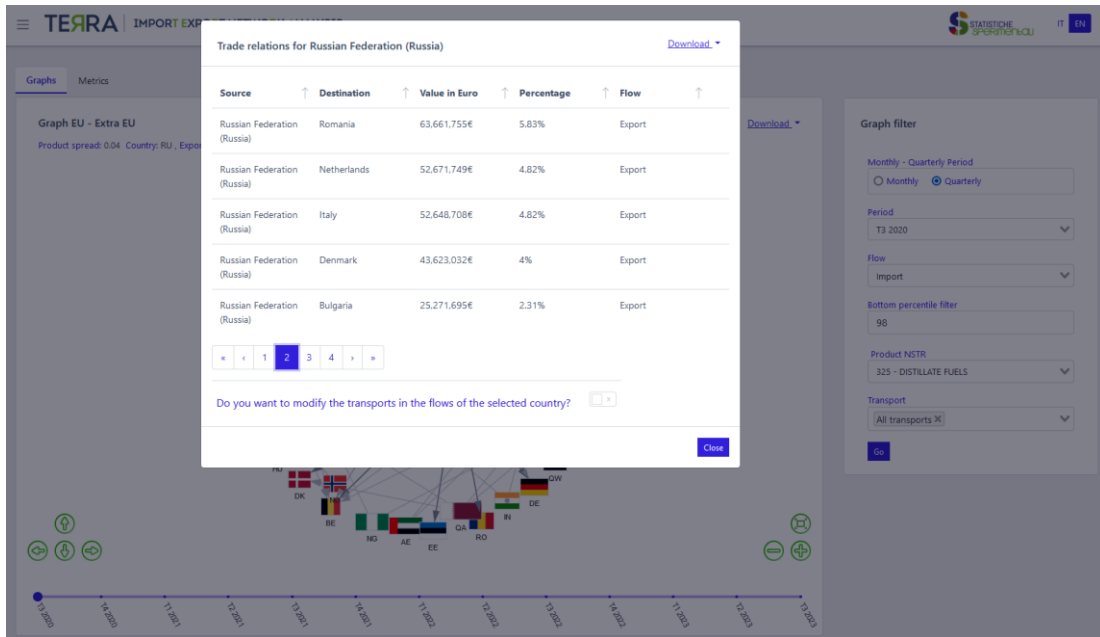 TEЯRA IMPORT EXP
STATISTICHE
SPERIMENTALI
IT EN
Graphs Metrics
Trade relations for Russian Federation (Russia)
Download
Source Destination Value in Euro Percentage Flow
Russian Federation (Russia) Romania 63,661,755€ 5.83% Export
Russian Federation (Russia) Netherlands 52,671,749€ 4.82% Export
Russian Federation (Russia) Italy 52,648,708€ 4.82% Export
Russian Federation (Russia) Denmark 43,623,032€ 4% Export
Russian Federation (Russia) Bulgaria 25,271,695€ 2.31% Export
« ‹ 1 2 3 4 › »
Do you want to modify the transports in the flows of the selected country?
x
Close
Graph EU - Extra EU
Download
Product spread: 0.04 Country: RU , Expor
DK
BE
NG
AE
EE
QA
RO
IN
DE
QW
T3 2020 T4 2020 T1 2021 T2 2021 T3 2021 T4 2021 T1 2022 T2 2022 T3 2022 T4 2022 T1 2023 T2 2023 T3 2023
Graph filter
Monthly - Quarterly Period
Monthly Quarterly
Period
T3 2020
Flow
Import
Bottom percentile filter
98
Product NSTR
325 - DISTILLATE FUELS
Transport
All transports ×
Go